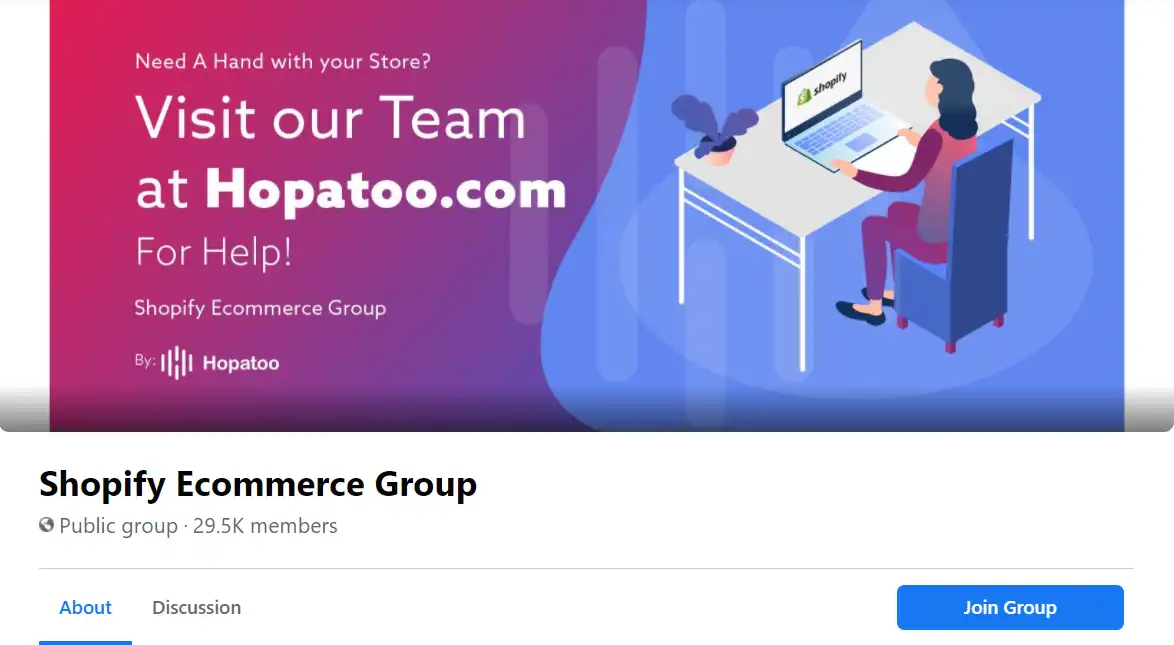 Need A Hand with your Store?
Visit our Team
at Hopatoo.com
For Help!
Shopify Ecommerce Group
By: Hopatoo
shopify
Shopify Ecommerce Group
Public group · 29.5K members
About Discussion Join Group